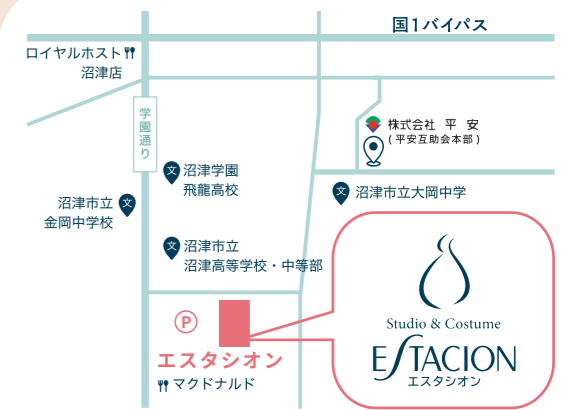 国1バイパス
ロイヤルホスト
沼津店
学園通り
株式会社 平 安
(平安互助会本部)
文 沼津学園
飛龍高校
文 沼津市立大岡中学
沼津市立 文
金岡中学校
文 沼津市立
沼津高等学校・中等部
P
エスタシオン
マクドナルド
Studio & Costume
ESTACION
エスタシオン